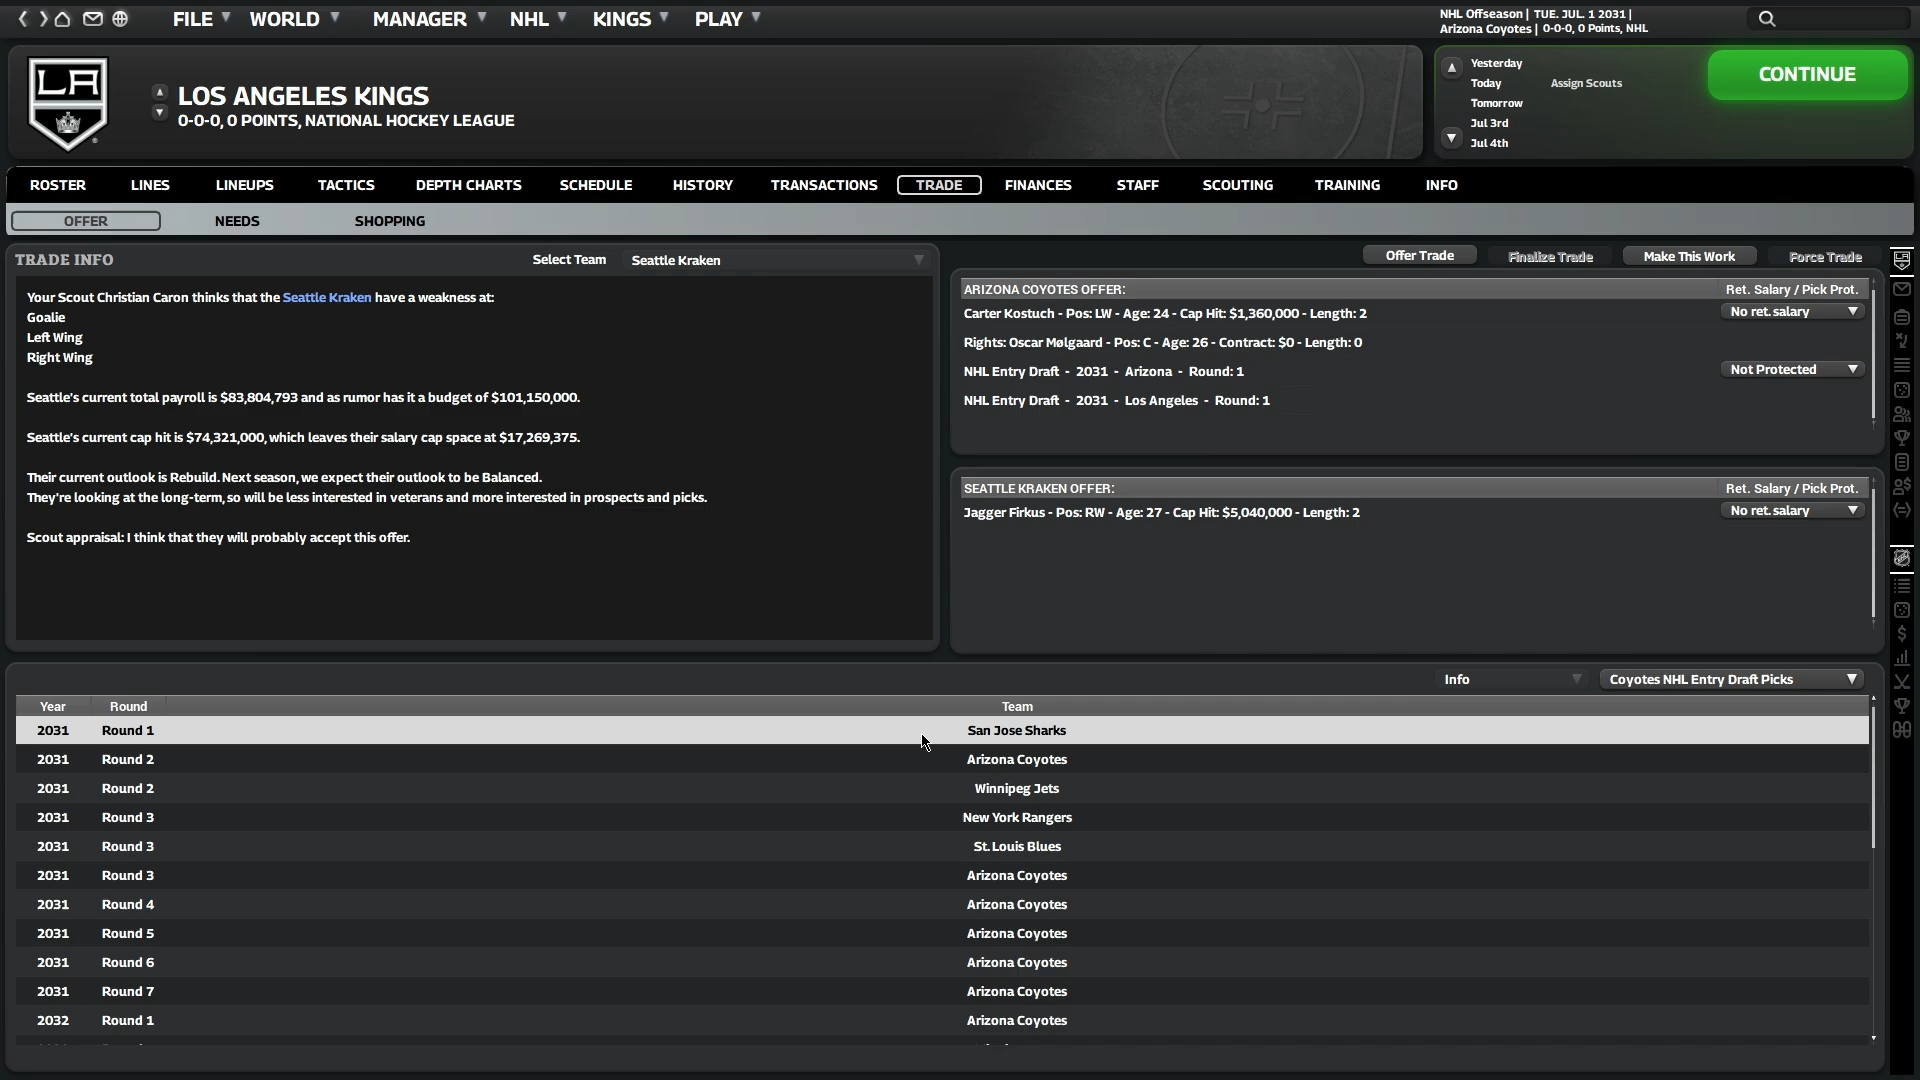 FILE WORLD MANAGER NHL KINGS PLAY
NHL Offseason | TUE. JUL. 1 2031 |
Arizona Coyotes | 0-0-0, 0 Points, NHL
LA
LOS ANGELES KINGS
0-0-0, 0 POINTS, NATIONAL HOCKEY LEAGUE
Yesterday
Today Assign Scouts
Tomorrow
Jul 3rd
Jul 4th
CONTINUE
ROSTER LINES LINEUPS TACTICS DEPTH CHARTS SCHEDULE HISTORY TRANSACTIONS TRADE FINANCES STAFF SCOUTING TRAINING INFO
OFFER NEEDS SHOPPING
TRADE INFO Select Team Seattle Kraken
Your Scout Christian Caron thinks that the Seattle Kraken have a weakness at:
Goalie
Left Wing
Right Wing
Seattle's current total payroll is $83,804,793 and as rumor has it a budget of $101,150,000.
Seattle's current cap hit is $74,321,000, which leaves their salary cap space at $17,269,375.
Their current outlook is Rebuild. Next season, we expect their outlook to be Balanced.
They're looking at the long-term, so will be less interested in veterans and more interested in prospects and picks.
Scout appraisal: I think that they will probably accept this offer.
Offer Trade Finalize Trade Make This Work Force Trade
ARIZONA COYOTES OFFER: Ret. Salary / Pick Prot.
Carter Kostuch - Pos: LW - Age: 24 - Cap Hit: $1,360,000 - Length: 2 No ret. salary
Rights: Oscar Mølgaard - Pos: C - Age: 26 - Contract: $0 - Length: 0
NHL Entry Draft - 2031 - Arizona - Round: 1 Not Protected
NHL Entry Draft - 2031 - Los Angeles - Round: 1
SEATTLE KRAKEN OFFER: Ret. Salary / Pick Prot.
Jagger Firkus - Pos: RW - Age: 27 - Cap Hit: $5,040,000 - Length: 2 No ret. salary
Info Coyotes NHL Entry Draft Picks
Year Round Team
2031 Round 1 San Jose Sharks
2031 Round 2 Arizona Coyotes
2031 Round 2 Winnipeg Jets
2031 Round 3 New York Rangers
2031 Round 3 St. Louis Blues
2031 Round 3 Arizona Coyotes
2031 Round 4 Arizona Coyotes
2031 Round 5 Arizona Coyotes
2031 Round 6 Arizona Coyotes
2031 Round 7 Arizona Coyotes
2032 Round 1 Arizona Coyotes